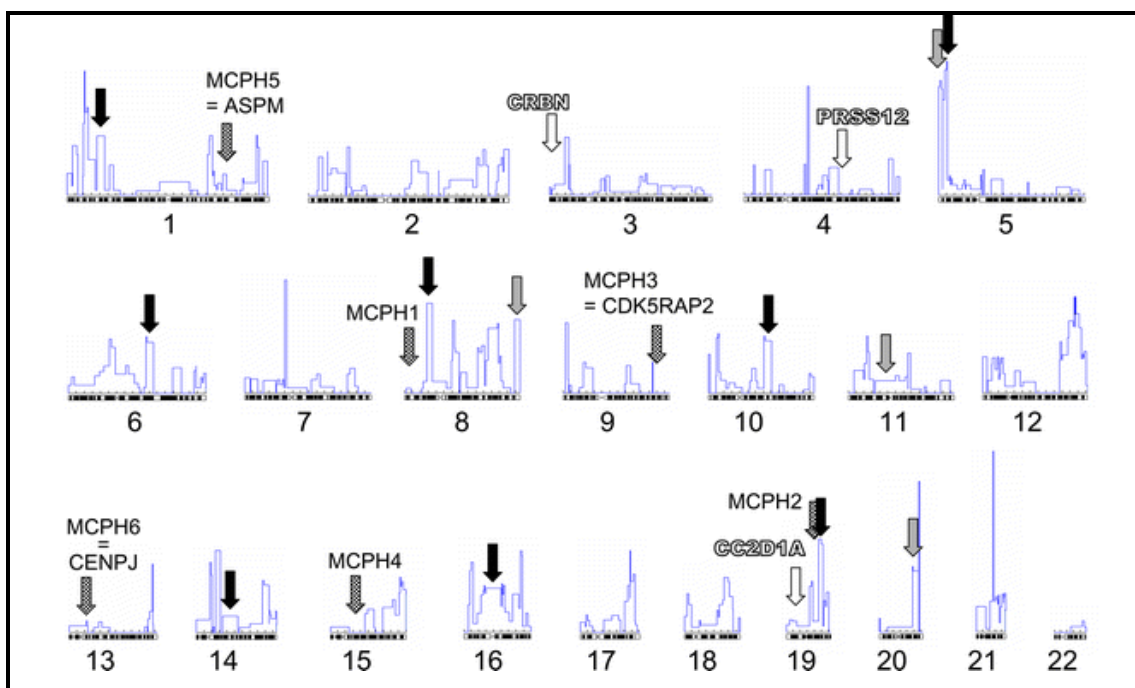 MCPH5
= ASPM
CRBN
PRSS12
1
2
3
4
5
MCPH1
MCPH3
= CDK5RAP2
6
7
8
9
10
11
12
MCPH6
=
CENPJ
MCPH4
MCPH2
CC2D1A
13
14
15
16
17
18
19
20
21
22